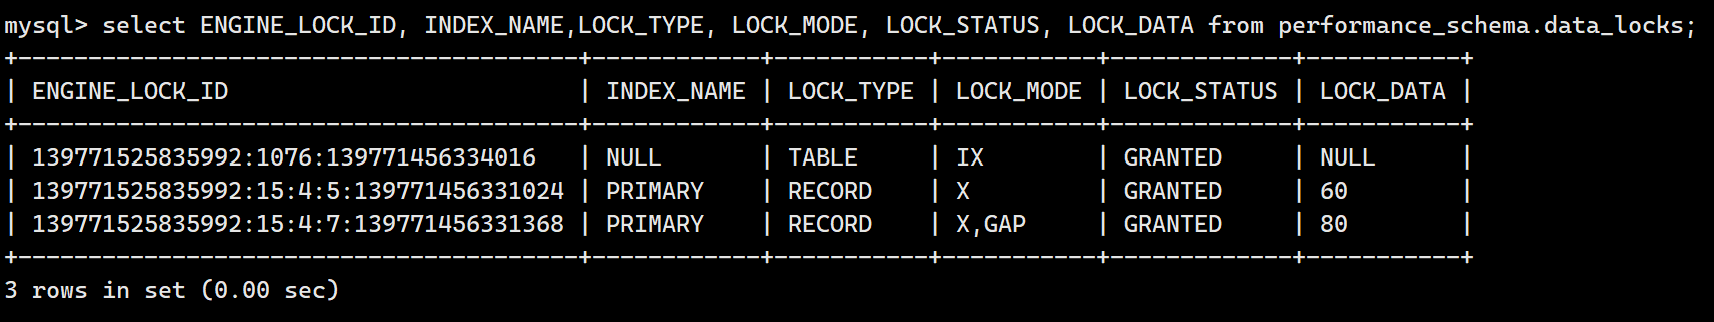 mysql> select ENGINE_LOCK_ID, INDEX_NAME,LOCK_TYPE, LOCK_MODE, LOCK_STATUS, LOCK_DATA from performance_schema.data_locks;
+----------------------------------------+------------+-----------+-----------+-------------+-----------+
| ENGINE_LOCK_ID                         | INDEX_NAME | LOCK_TYPE | LOCK_MODE | LOCK_STATUS | LOCK_DATA |
+----------------------------------------+------------+-----------+-----------+-------------+-----------+
| 139771525835992:1076:139771456334016   | NULL       | TABLE     | IX        | GRANTED     | NULL      |
| 139771525835992:15:4:5:139771456331024 | PRIMARY    | RECORD    | X         | GRANTED     | 60        |
| 139771525835992:15:4:7:139771456331368 | PRIMARY    | RECORD    | X,GAP     | GRANTED     | 80        |
+----------------------------------------+------------+-----------+-----------+-------------+-----------+
3 rows in set (0.00 sec)